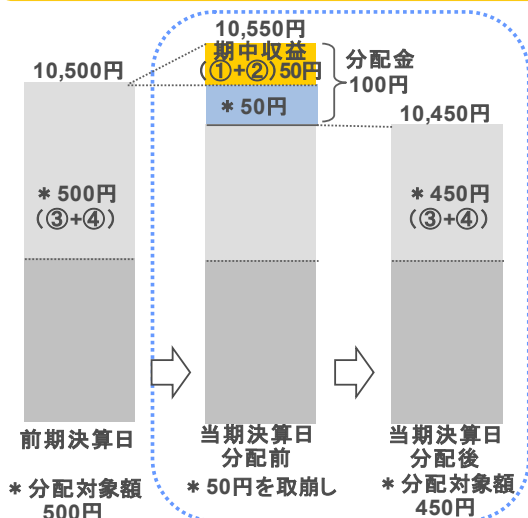 10,550円
期中収益
(①+②)50円
分配金
100円
10,500円
＊50円
10,450円
＊500円
(③+④)
＊450円
(③+④)
前期決算日
当期決算日
分配前
当期決算日
分配後
＊分配対象額
500円
＊50円を取崩し
＊分配対象額
450円